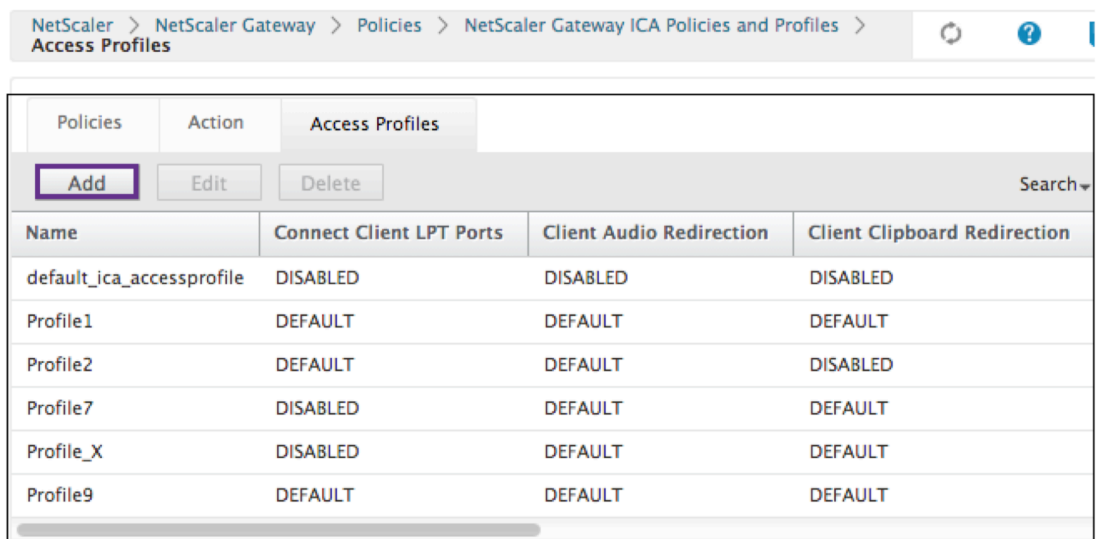 NetScaler > NetScaler Gateway > Policies > NetScaler Gateway ICA Policies and Profiles >
Access Profiles
Policies Action Access Profiles
Add Edit Delete Search
Name Connect Client LPT Ports Client Audio Redirection Client Clipboard Redirection
default_ica_accessprofile DISABLED DISABLED DISABLED
Profile1 DEFAULT DEFAULT DEFAULT
Profile2 DEFAULT DEFAULT DISABLED
Profile7 DISABLED DEFAULT DEFAULT
Profile_X DISABLED DEFAULT DEFAULT
Profile9 DEFAULT DEFAULT DEFAULT